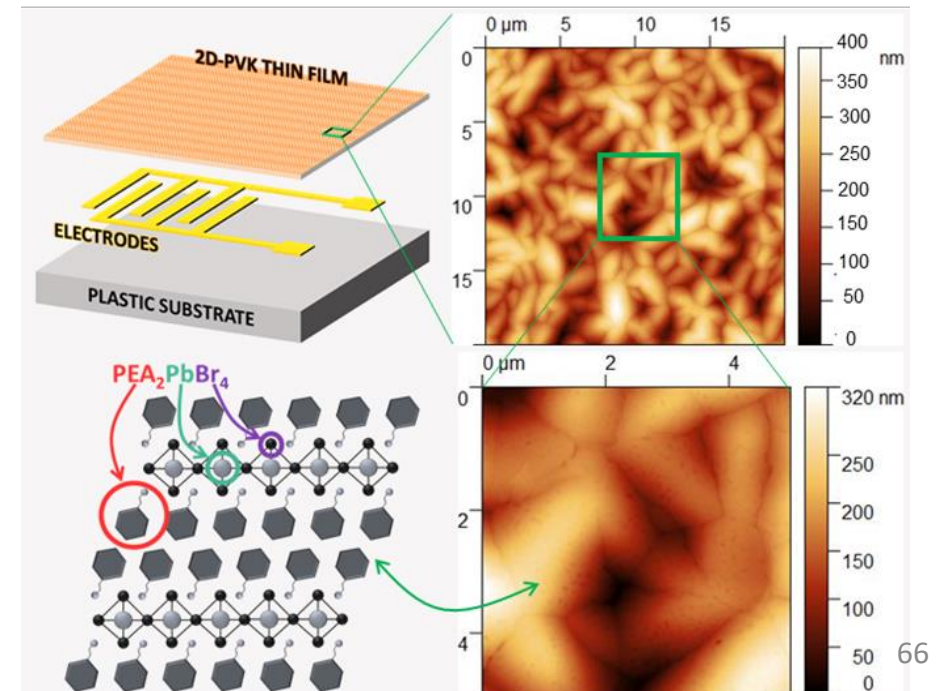 2D-PVK THIN FILM
ELECTRODES
PLASTIC SUBSTRATE
0 µm 5 10 15
0
5
10
15
400 nm
350
300
250
200
150
100
50
0
PEA₂PbBr₄
0 µm 2 4
0
2
4
320 nm
250
200
150
100
50
0
66